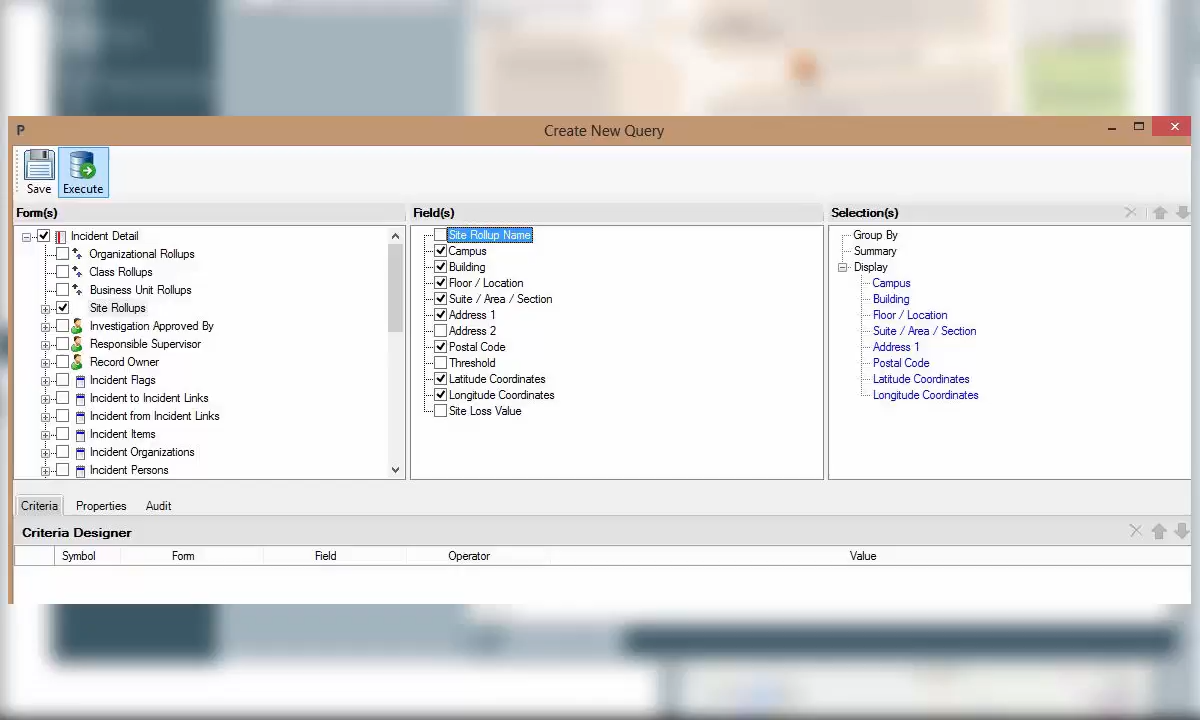 P
Create New Query
Save
Execute
Form(s)
Incident Detail
Organizational Rollups
Class Rollups
Business Unit Rollups
Site Rollups
Investigation Approved By
Responsible Supervisor
Record Owner
Incident Flags
Incident to Incident Links
Incident from Incident Links
Incident Items
Incident Organizations
Incident Persons
Field(s)
Site Rollup Name
Campus
Building
Floor / Location
Suite / Area / Section
Address 1
Address 2
Postal Code
Threshold
Latitude Coordinates
Longitude Coordinates
Site Loss Value
Selection(s)
Group By
Summary
Display
Campus
Building
Floor / Location
Suite / Area / Section
Address 1
Postal Code
Latitude Coordinates
Longitude Coordinates
Criteria Properties Audit
Criteria Designer
Symbol Form Field Operator Value